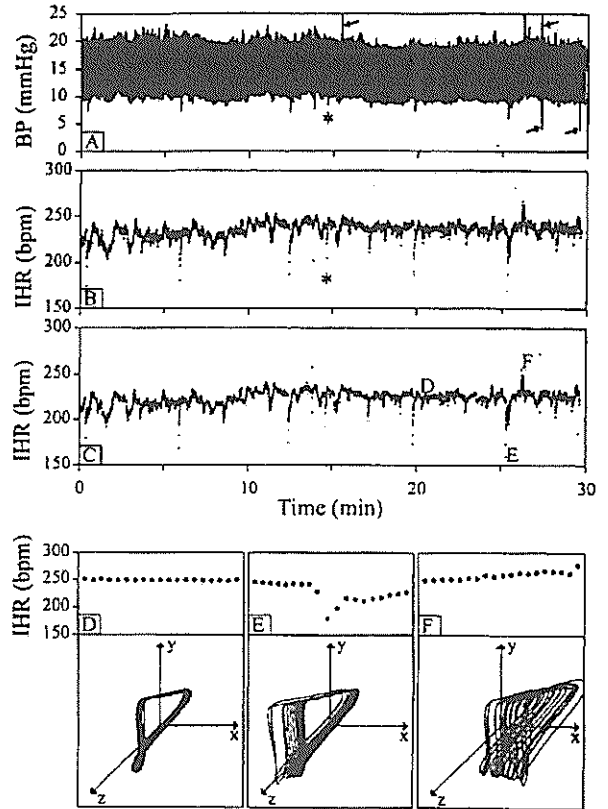 25
20
15
10
5
0
BP (mmHg)
*
A
300
250
200
150
IHR (bpm)
*
B
300
250
200
150
IHR (bpm)
D
F
E
C
0 10 20 30
Time (min)
300
250
200
150
IHR (bpm)
D E F
y y y
x x x
z z z